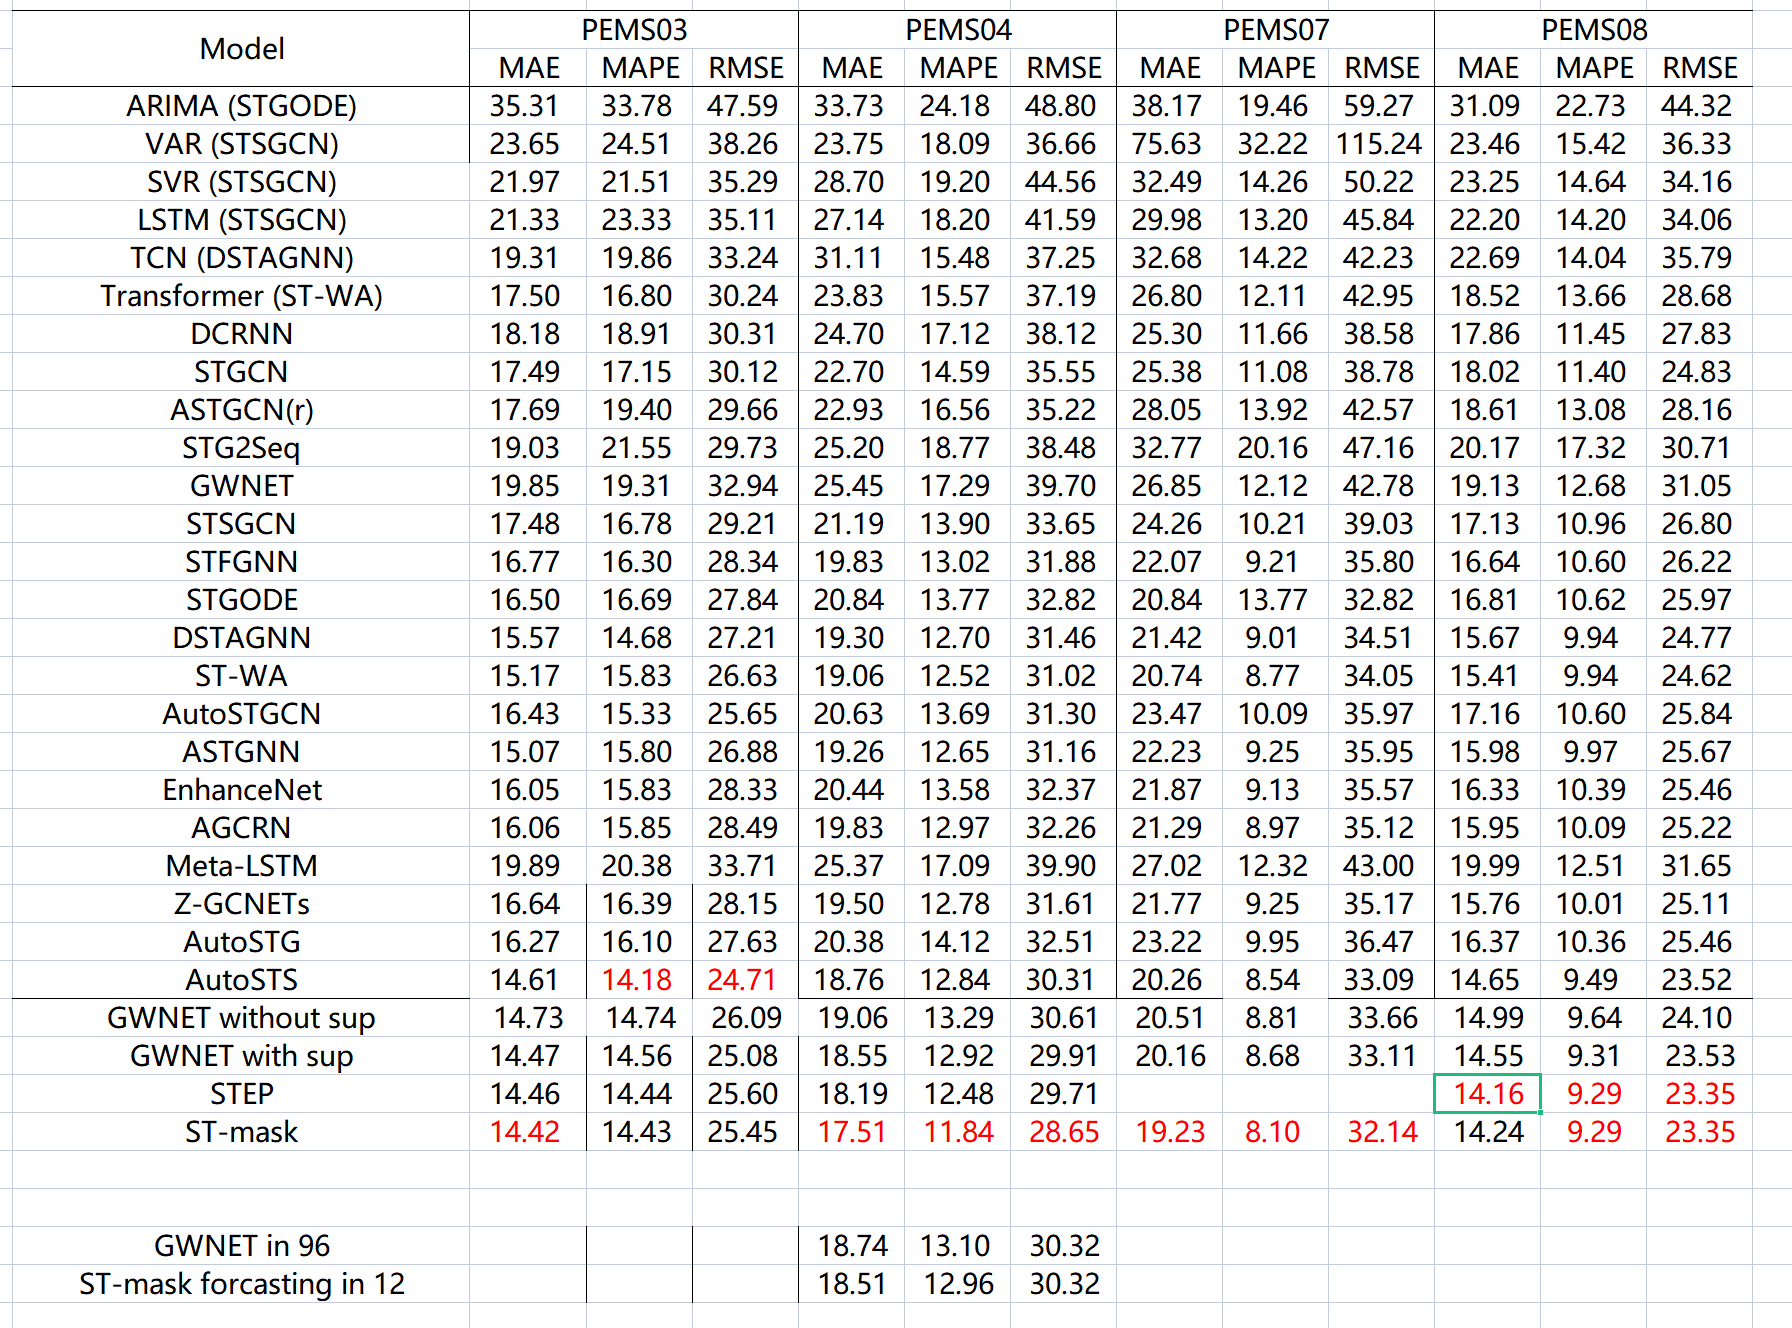 Model PEMS03 PEMS04 PEMS07 PEMS08
MAE MAPE RMSE MAE MAPE RMSE MAE MAPE RMSE MAE MAPE RMSE
ARIMA (STGODE) 35.31 33.78 47.59 33.73 24.18 48.80 38.17 19.46 59.27 31.09 22.73 44.32
VAR (STSGCN) 23.65 24.51 38.26 23.75 18.09 36.66 75.63 32.22 115.24 23.46 15.42 36.33
SVR (STSGCN) 21.97 21.51 35.29 28.70 19.20 44.56 32.49 14.26 50.22 23.25 14.64 34.16
LSTM (STSGCN) 21.33 23.33 35.11 27.14 18.20 41.59 29.98 13.20 45.84 22.20 14.20 34.06
TCN (DSTAGNN) 19.31 19.86 33.24 31.11 15.48 37.25 32.68 14.22 42.23 22.69 14.04 35.79
Transformer (ST-WA) 17.50 16.80 30.24 23.83 15.57 37.19 26.80 12.11 42.95 18.52 13.66 28.68
DCRNN 18.18 18.91 30.31 24.70 17.12 38.12 25.30 11.66 38.58 17.86 11.45 27.83
STGCN 17.49 17.15 30.12 22.70 14.59 35.55 25.38 11.08 38.78 18.02 11.40 24.83
ASTGCN(r) 17.69 19.40 29.66 22.93 16.56 35.22 28.05 13.92 42.57 18.61 13.08 28.16
STG2Seq 19.03 21.55 29.73 25.20 18.77 38.48 32.77 20.16 47.16 20.17 17.32 30.71
GWNET 19.85 19.31 32.94 25.45 17.29 39.70 26.85 12.12 42.78 19.13 12.68 31.05
STSGCN 17.48 16.78 29.21 21.19 13.90 33.65 24.26 10.21 39.03 17.13 10.96 26.80
STFGNN 16.77 16.30 28.34 19.83 13.02 31.88 22.07 9.21 35.80 16.64 10.60 26.22
STGODE 16.50 16.69 27.84 20.84 13.77 32.82 20.84 13.77 32.82 16.81 10.62 25.97
DSTAGNN 15.57 14.68 27.21 19.30 12.70 31.46 21.42 9.01 34.51 15.67 9.94 24.77
ST-WA 15.17 15.83 26.63 19.06 12.52 31.02 20.74 8.77 34.05 15.41 9.94 24.62
AutoSTGCN 16.43 15.33 25.65 20.63 13.69 31.30 23.47 10.09 35.97 17.16 10.60 25.84
ASTGNN 15.07 15.80 26.88 19.26 12.65 31.16 22.23 9.25 35.95 15.98 9.97 25.67
EnhanceNet 16.05 15.83 28.33 20.44 13.58 32.37 21.87 9.13 35.57 16.33 10.39 25.46
AGCRN 16.06 15.85 28.49 19.83 12.97 32.26 21.29 8.97 35.12 15.95 10.09 25.22
Meta-LSTM 19.89 20.38 33.71 25.37 17.09 39.90 27.02 12.32 43.00 19.99 12.51 31.65
Z-GCNETs 16.64 16.39 28.15 19.50 12.78 31.61 21.77 9.25 35.17 15.76 10.01 25.11
AutoSTG 16.27 16.10 27.63 20.38 14.12 32.51 23.22 9.95 36.47 16.37 10.36 25.46
AutoSTS 14.61 14.18 24.71 18.76 12.84 30.31 20.26 8.54 33.09 14.65 9.49 23.52
GWNET without sup 14.73 14.74 26.09 19.06 13.29 30.61 20.51 8.81 33.66 14.99 9.64 24.10
GWNET with sup 14.47 14.56 25.08 18.55 12.92 29.91 20.16 8.68 33.11 14.55 9.31 23.53
STEP 14.46 14.44 25.60 18.19 12.48 29.71 14.16 9.29 23.35
ST-mask 14.42 14.43 25.45 17.51 11.84 28.65 19.23 8.10 32.14 14.24 9.29 23.35
GWNET in 96 18.74 13.10 30.32
ST-mask forcasting in 12 18.51 12.96 30.32